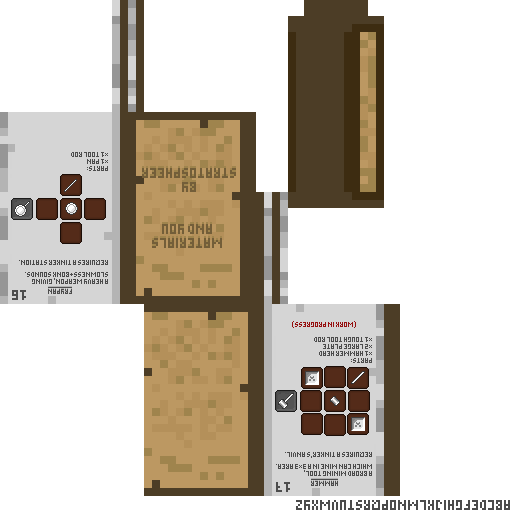 MATERIALS
AND YOU
BY
STRATOSPHEER
16
FRYPAN
WEAPON, GIVING
SLOWNESS + BONK SOUNDS.
REQUIRES A TINKER STATION.
PARTS:
×1 PAN
×1 TOOL ROD
17
HAMMER
A BROAD MINING TOOL,
WHICH CAN MINE IN A 3×3 AREA.
REQUIRES A TINKER ANVIL.
PARTS:
×1 HAMMER HEAD
×2 LARGE PLATE
×1 TOUGH TOOL ROD
(WORK IN PROGRESS)
ABCDEFGHIJKLMNOPQRSTUVWXYZ